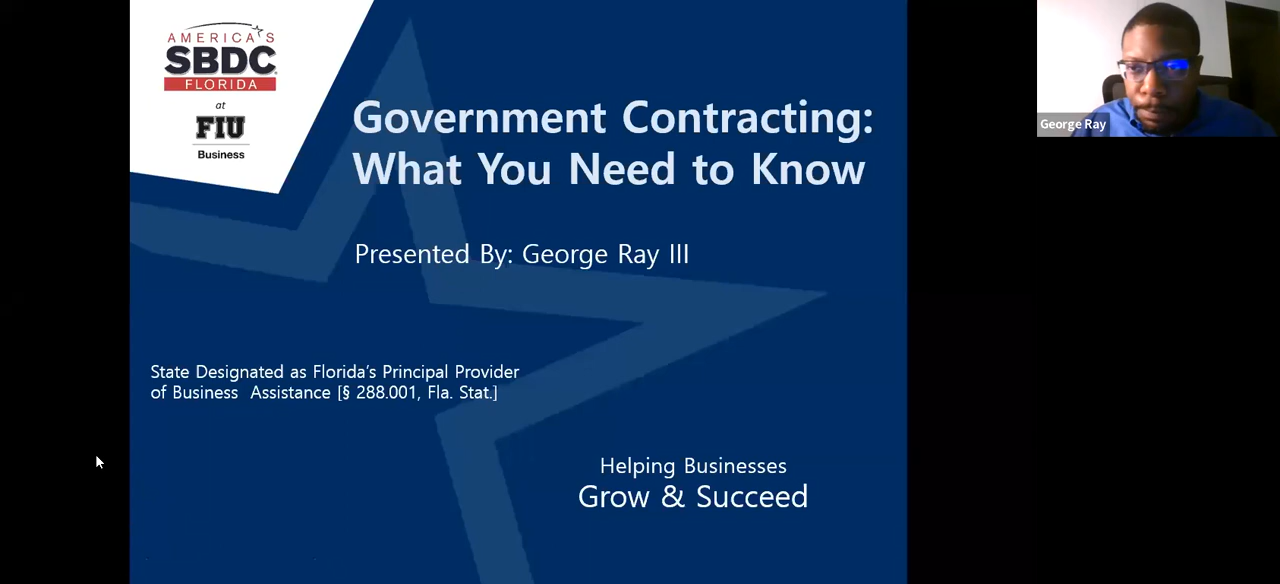 AMERICA'S
SBDC
FLORIDA
at
FIU
Business
Government Contracting:
What You Need to Know
Presented By: George Ray III
State Designated as Florida's Principal Provider
of Business Assistance [§ 288.001, Fla. Stat.]
Helping Businesses
Grow & Succeed
George Ray